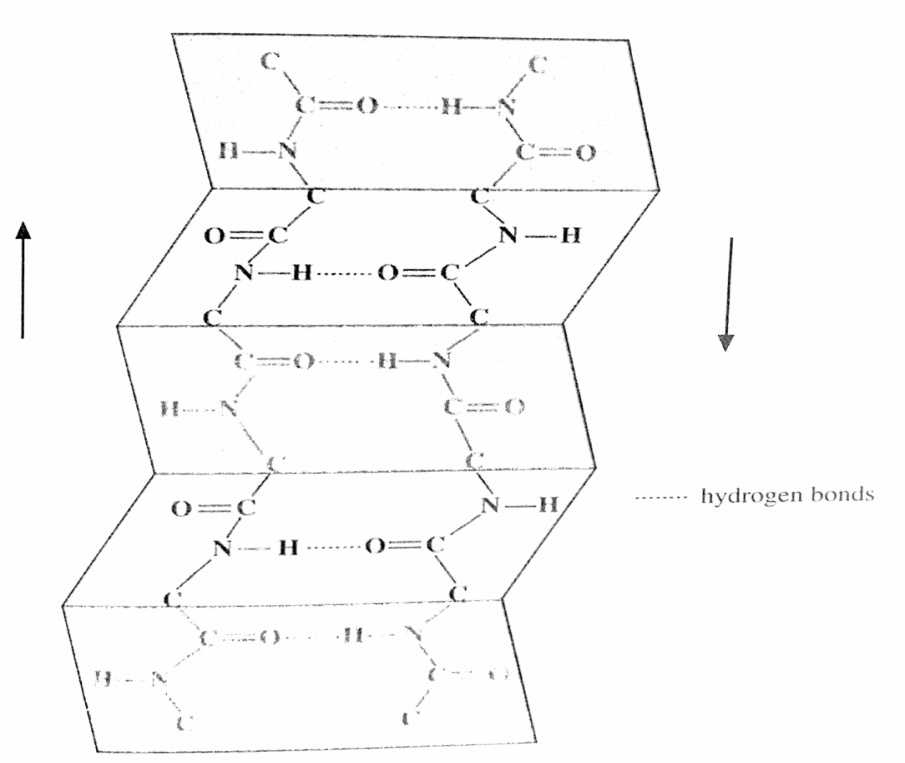 C C
C=O H—N
H—N C=O
C C
O=C N—H
N—H O=C
C C
C=O H—N
H—N C=O
C C
O=C N—H
hydrogen bonds
N—H O=C
C C
C=O H—N
H—N C=O
C C